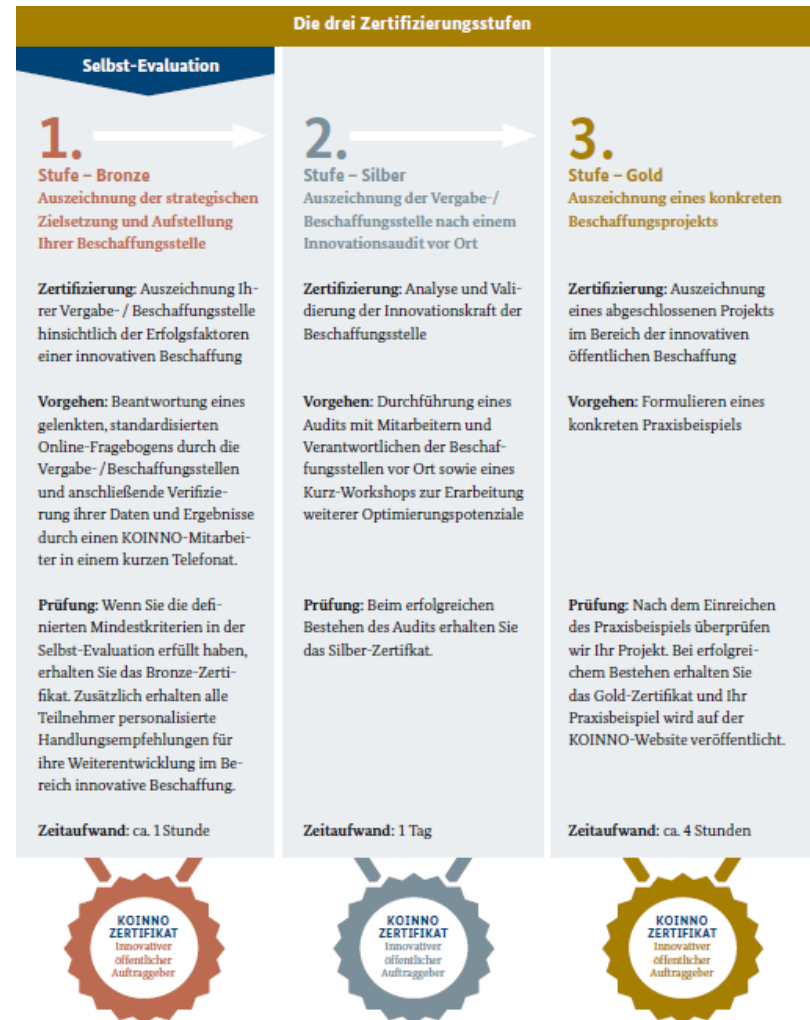 Die drei Zertifizierungsstufen
Selbst-Evaluation
1.
Stufe – Bronze
Auszeichnung der strategischen
Zielsetzung und Aufstellung
Ihrer Beschaffungsstelle
Zertifizierung: Auszeichnung Ih-
rer Vergabe- / Beschaffungsstelle
hinsichtlich der Erfolgsfaktoren
einer innovativen Beschaffung
Vorgehen: Beantwortung eines
gelenkten, standardisierten
Online-Fragebogens durch die
Vergabe- / Beschaffungsstellen
und anschließende Verifizie-
rung ihrer Daten und Ergebnisse
durch einen KOINNO-Mitarbei-
ter in einem kurzen Telefonat.
Prüfung: Wenn Sie die defi-
nierten Mindestkriterien in der
Selbst-Evaluation erfüllt haben,
erhalten Sie das Bronze-Zerti-
fikat. Zusätzlich erhalten alle
Teilnehmer personalisierte
Handlungsempfehlungen für
ihre Weiterentwicklung im Be-
reich innovative Beschaffung.
Zeitaufwand: ca. 1 Stunde
KOINNO
ZERTIFIKAT
Innovativer
öffentlicher
Auftraggeber
2.
Stufe – Silber
Auszeichnung der Vergabe-/
Beschaffungsstelle nach einem
Innovationsaudit vor Ort
Zertifizierung: Analyse und Vali-
dierung der Innovationskraft der
Beschaffungsstelle
Vorgehen: Durchführung eines
Audits mit Mitarbeitern und
Verantwortlichen der Beschaf-
fungsstellen vor Ort sowie eines
Kurz-Workshops zur Erarbeitung
weiterer Optimierungspotenziale
Prüfung: Beim erfolgreichen
Bestehen des Audits erhalten Sie
das Silber-Zertifkat.
Zeitaufwand: 1 Tag
KOINNO
ZERTIFIKAT
Innovativer
öffentlicher
Auftraggeber
3.
Stufe – Gold
Auszeichnung eines konkreten
Beschaffungsprojekts
Zertifizierung: Auszeichnung
eines abgeschlossenen Projekts
im Bereich der innovativen
öffentlichen Beschaffung
Vorgehen: Formulieren eines
konkreten Praxisbeispiels
Prüfung: Nach dem Einreichen
des Praxisbeispiels überprüfen
wir Ihr Projekt. Bei erfolgrei-
chem Bestehen erhalten Sie
das Gold-Zertifikat und Ihr
Praxisbeispiel wird auf der
KOINNO-Website veröffentlicht.
Zeitaufwand: ca. 4 Stunden
KOINNO
ZERTIFIKAT
Innovativer
öffentlicher
Auftraggeber